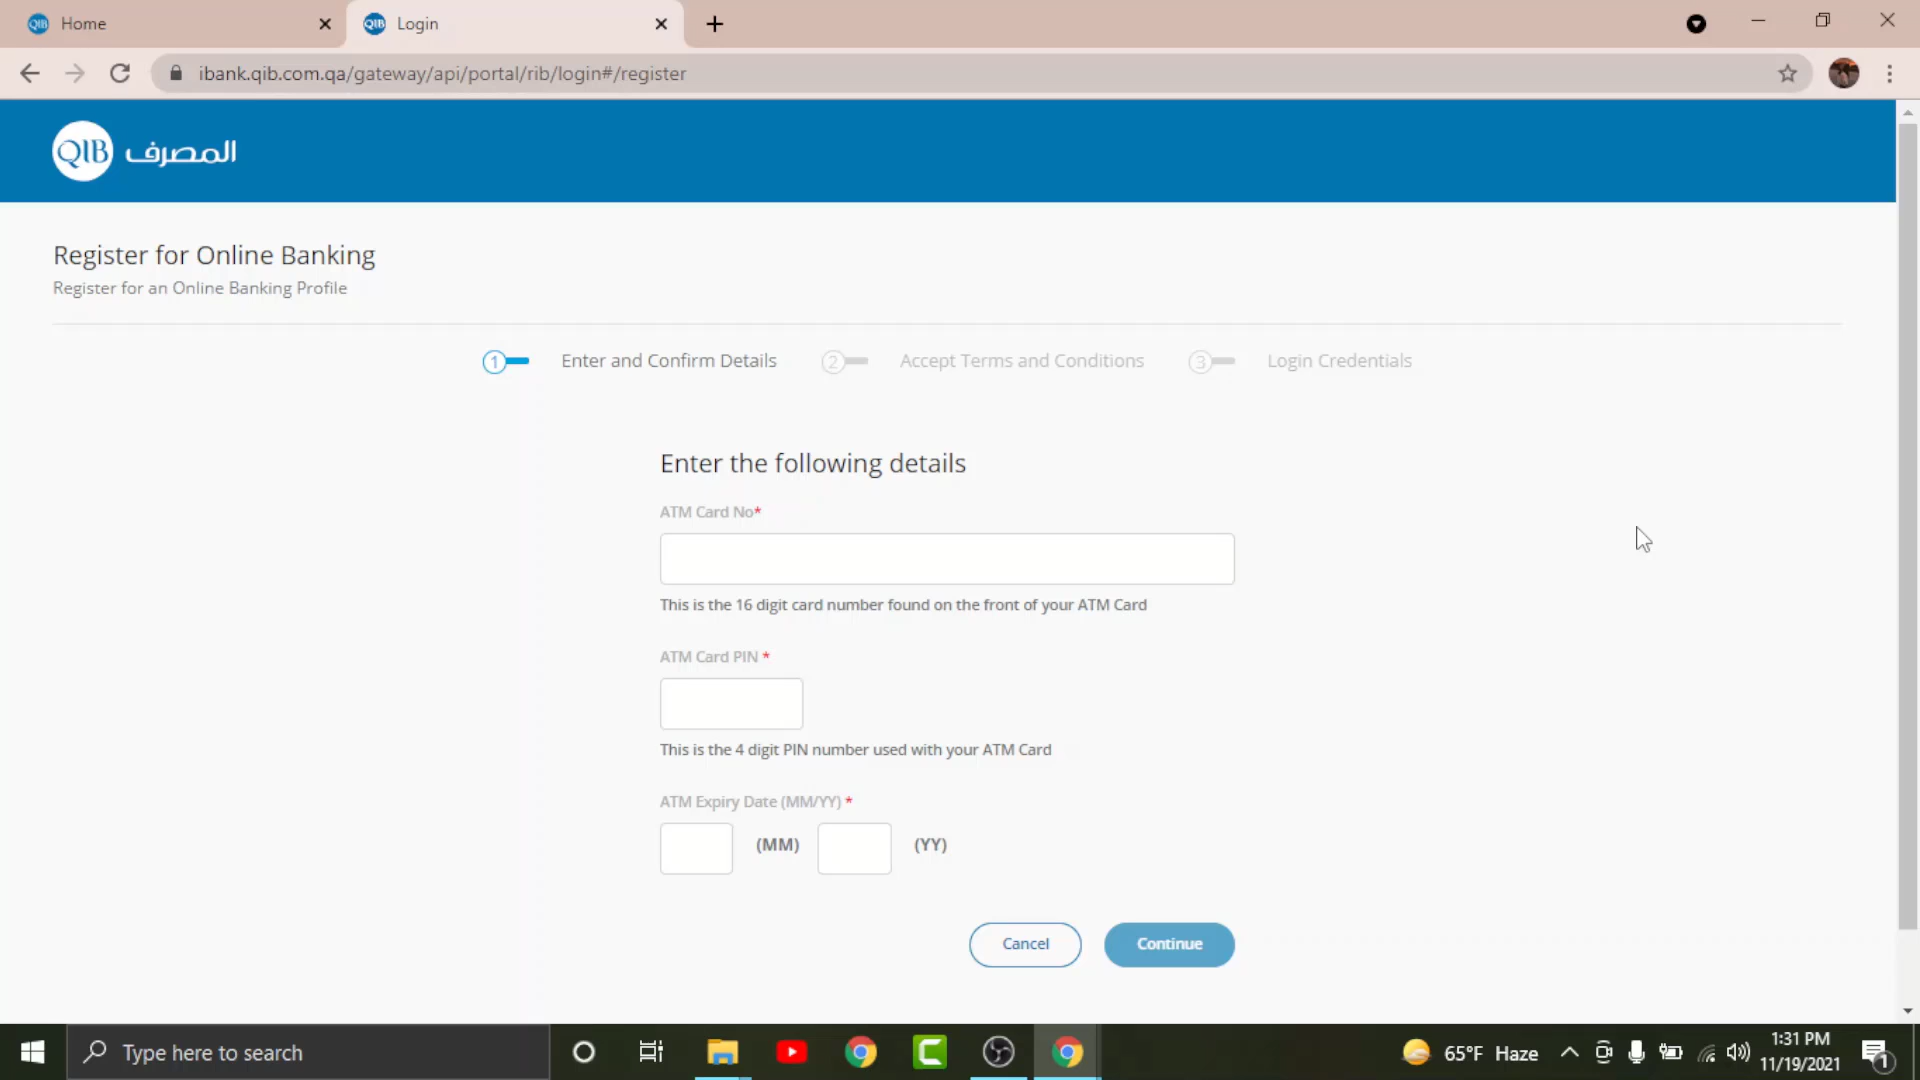 Home
Login
ibank.qib.com.qa/gateway/api/portal/rib/login#/register
QIB المصرف
Register for Online Banking
Register for an Online Banking Profile
1 Enter and Confirm Details 2 Accept Terms and Conditions 3 Login Credentials
Enter the following details
ATM Card No*
This is the 16 digit card number found on the front of your ATM Card
ATM Card PIN *
This is the 4 digit PIN number used with your ATM Card
ATM Expiry Date (MM/YY) *
(MM) (YY)
Cancel Continue
Type here to search
65°F Haze
1:31 PM
11/19/2021
1